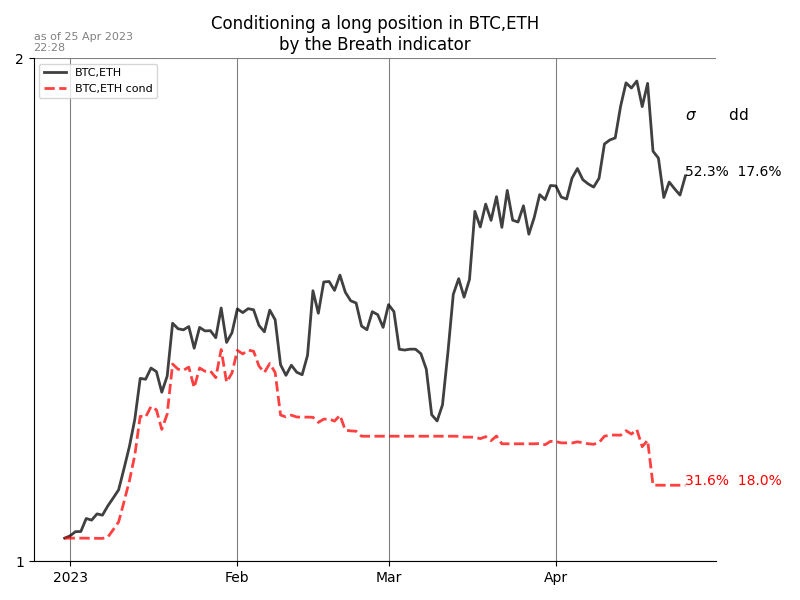 Conditioning a long position in BTC,ETH
by the Breath indicator
as of 25 Apr 2023
22:28
2
BTC,ETH
BTC,ETH cond
σ dd
52.3% 17.6%
31.6% 18.0%
1
2023 Feb Mar Apr